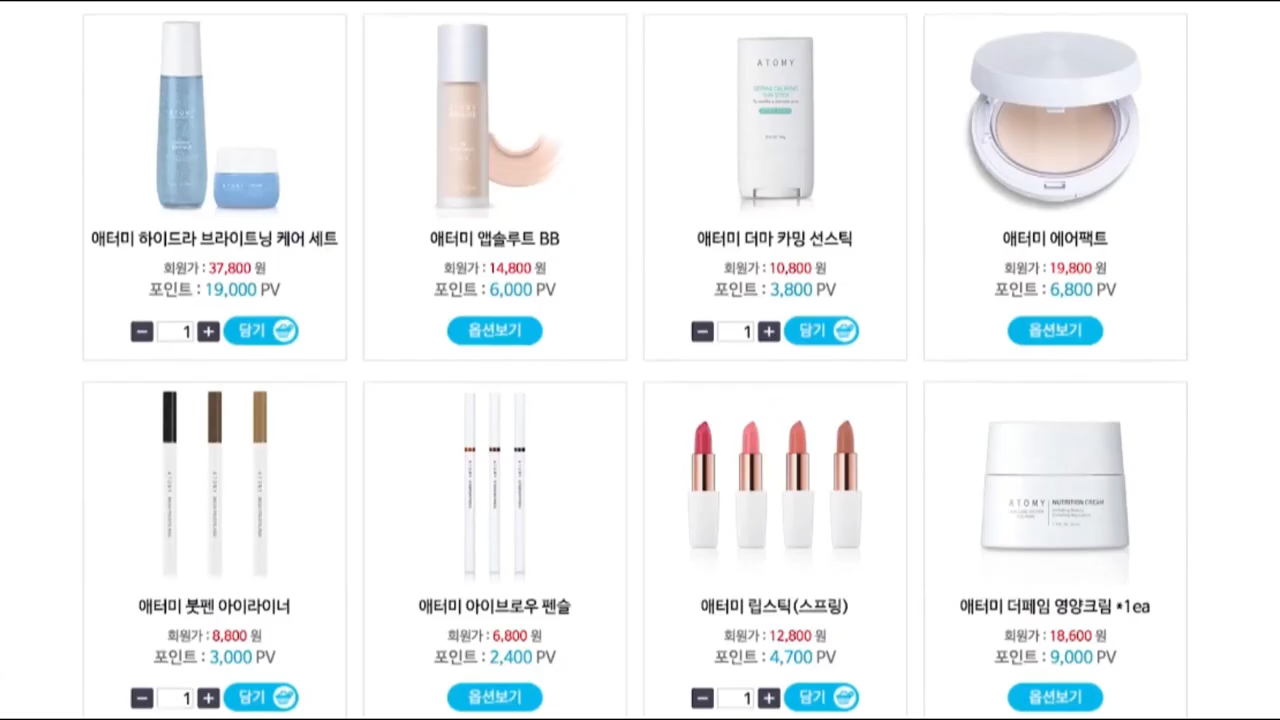 ATOMY
ATOMY
애터미 하이드라 브라이트닝 케어 세트
회원가 : 37,800 원
포인트 : 19,000 PV
1
담기
애터미 앱솔루트 BB
회원가 : 14,800 원
포인트 : 6,000 PV
옵션보기
ATOMY
애터미 더마 카밍 선스틱
회원가 : 10,800 원
포인트 : 3,800 PV
1
담기
애터미 에어팩트
회원가 : 19,800 원
포인트 : 6,800 PV
옵션보기
애터미 붓펜 아이라이너
회원가 : 8,800 원
포인트 : 3,000 PV
1
담기
애터미 아이브로우 펜슬
회원가 : 6,800 원
포인트 : 2,400 PV
옵션보기
애터미 립스틱(스프링)
회원가 : 12,800 원
포인트 : 4,700 PV
1
담기
ATOMY
NUTRITION CREAM
애터미 더페임 영양크림 *1ea
회원가 : 18,600 원
포인트 : 9,000 PV
옵션보기